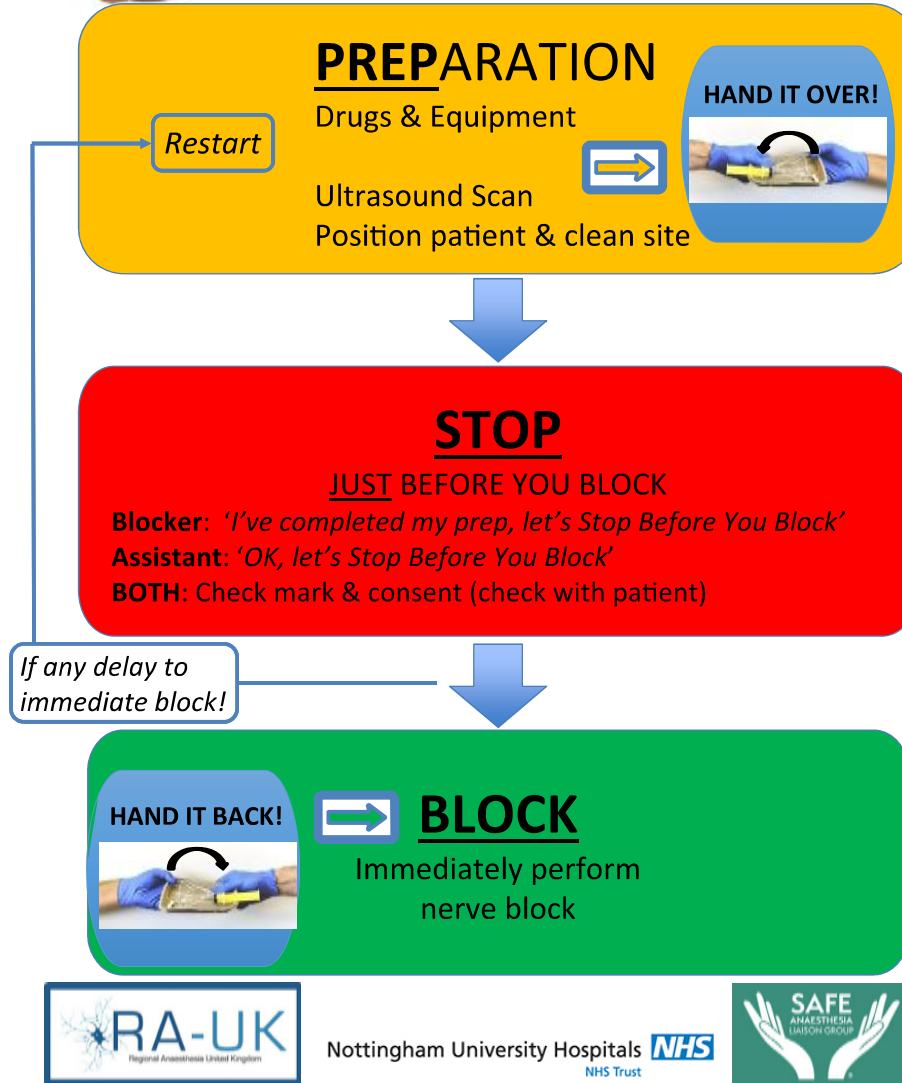 PREPARATION
Drugs & Equipment
HAND IT OVER!
Restart
Ultrasound Scan
Position patient & clean site
STOP
JUST BEFORE YOU BLOCK
Blocker: ‘I’ve completed my prep, let’s Stop Before You Block’
Assistant: ‘OK, let’s Stop Before You Block’
BOTH: Check mark & consent (check with patient)
If any delay to
immediate block!
HAND IT BACK!
BLOCK
Immediately perform
nerve block
RA-UK
Regional Anaesthesia United Kingdom
Nottingham University Hospitals NHS
NHS Trust
SAFE
ANAESTHESIA
LIAISON GROUP